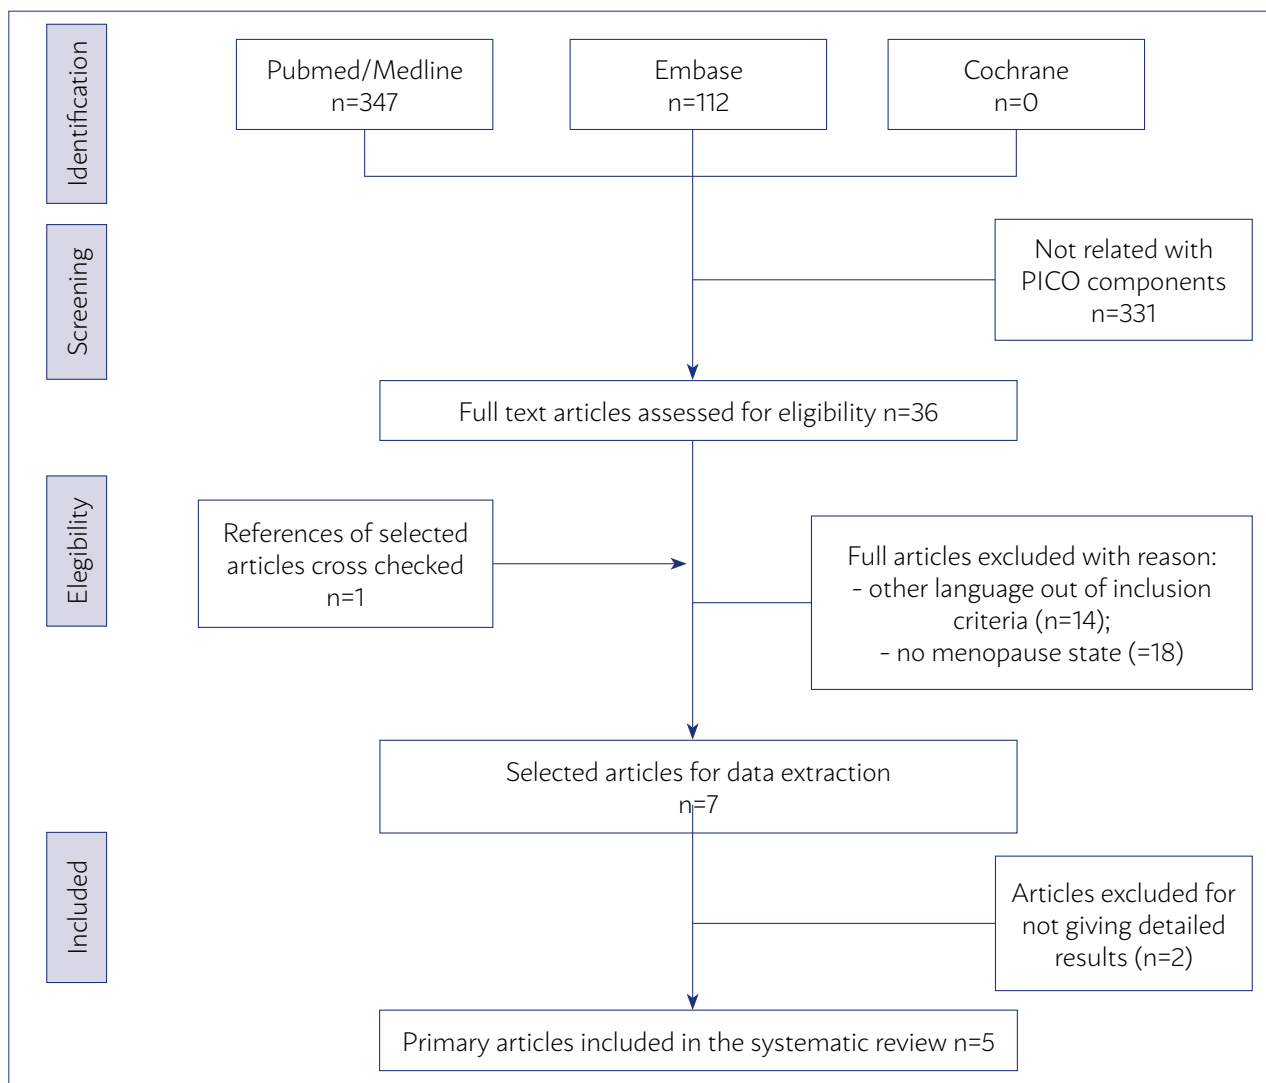 Identification
Pubmed/Medline
n=347
Embase
n=112
Cochrane
n=0
Screening
Not related with
PICO components
n=331
Full text articles assessed for eligibility n=36
Elegibility
References of selected
articles cross checked
n=1
Full articles excluded with reason:
- other language out of inclusion
criteria (n=14);
- no menopause state (=18)
Selected articles for data extraction
n=7
Included
Articles excluded for
not giving detailed
results (n=2)
Primary articles included in the systematic review n=5